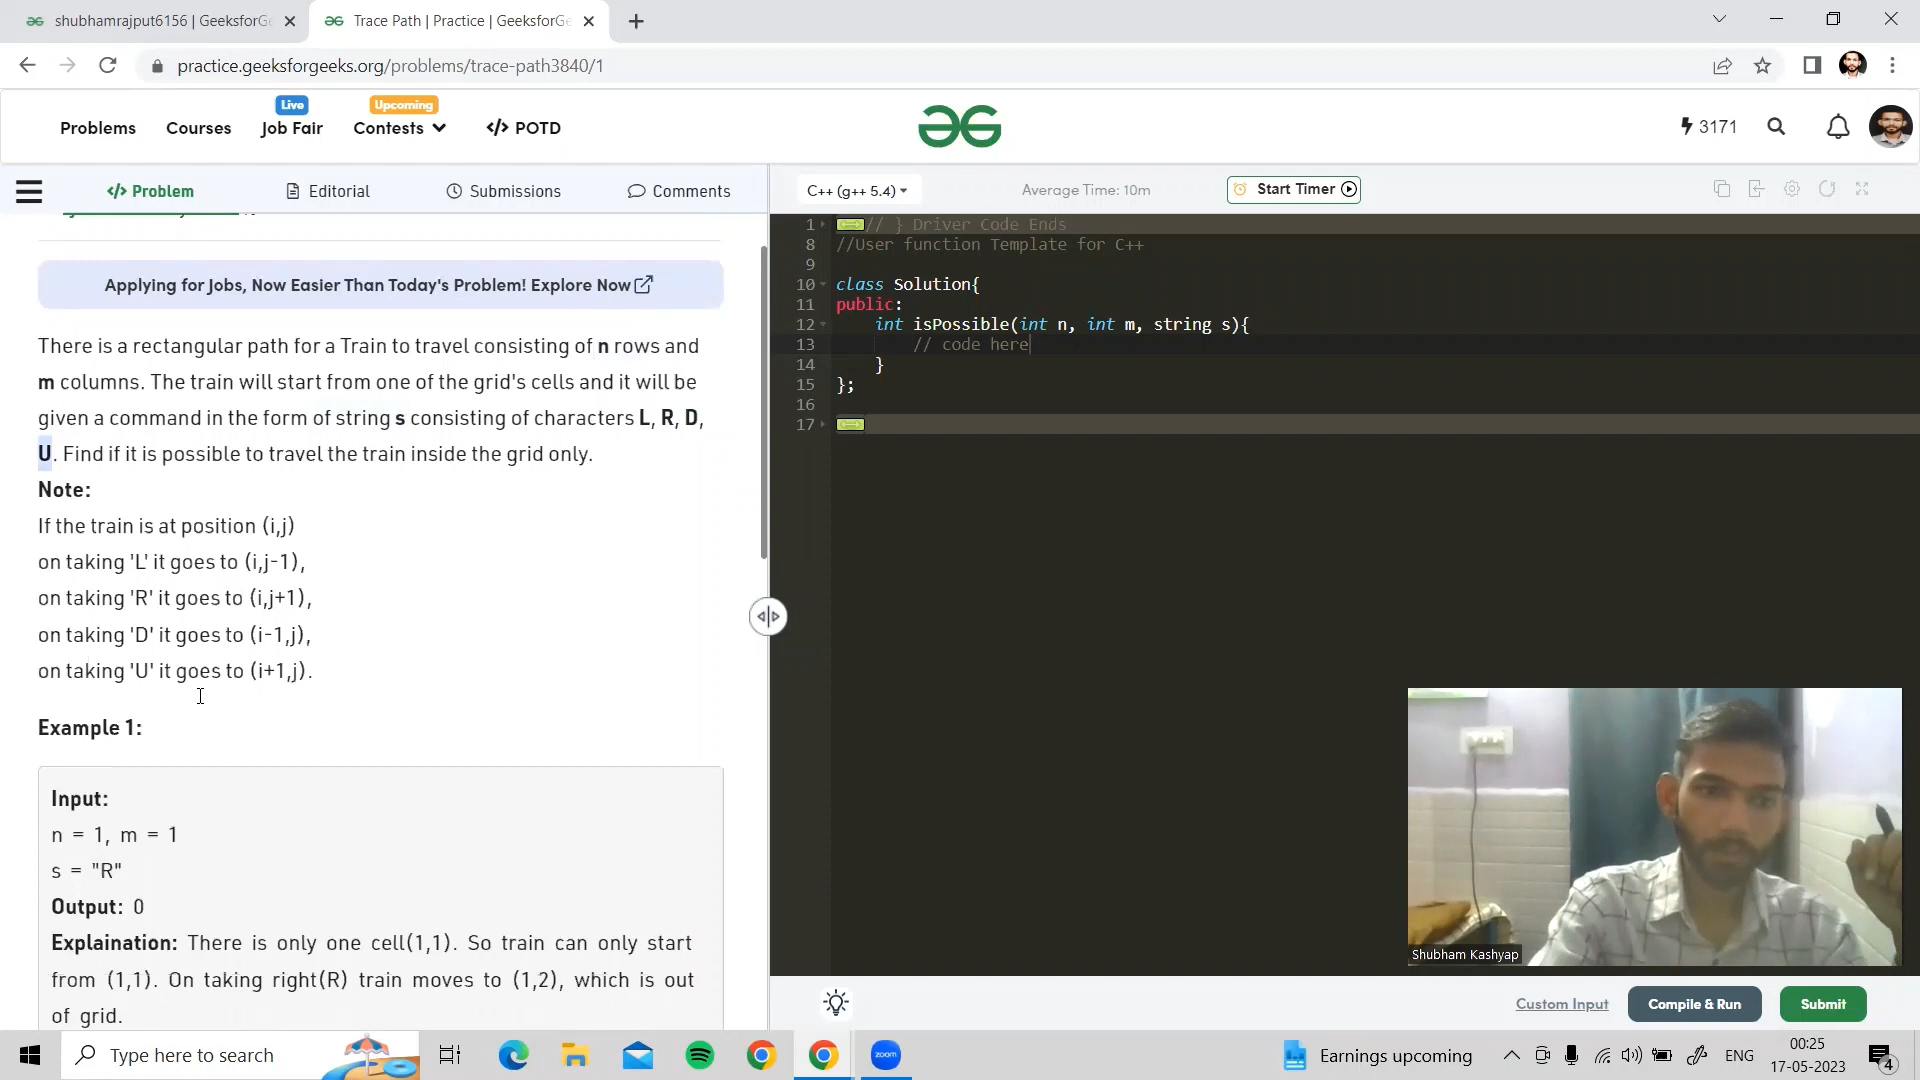 shubhamrajput6156 | GeeksforGe
Trace Path | Practice | GeeksforGe
practice.geeksforgeeks.org/problems/trace-path3840/1
Live
Upcoming
Problems
Courses
Job Fair
Contests
</> POTD
3171
</> Problem
Editorial
Submissions
Comments
C++ (g++ 5.4)
Average Time: 10m
Start Timer
Applying for Jobs, Now Easier Than Today's Problem! Explore Now
There is a rectangular path for a Train to travel consisting of n rows and
m columns. The train will start from one of the grid's cells and it will be
given a command in the form of string s consisting of characters L, R, D,
U. Find if it is possible to travel the train inside the grid only.
Note:
If the train is at position (i,j)
on taking 'L' it goes to (i,j-1),
on taking 'R' it goes to (i,j+1),
on taking 'D' it goes to (i-1,j),
on taking 'U' it goes to (i+1,j).
Example 1:
Input:
n = 1, m = 1
s = "R"
Output: 0
Explaination: There is only one cell(1,1). So train can only start
from (1,1). On taking right(R) train moves to (1,2), which is out
of grid.
1 // } Driver Code Ends
8 //User function Template for C++
9
10 class Solution{
11 public:
12 int isPossible(int n, int m, string s){
13 // code here
14 }
15 };
16
17
Shubham Kashyap
Custom Input
Compile & Run
Submit
Type here to search
zoom
Earnings upcoming
ENG
00:25
17-05-2023
4